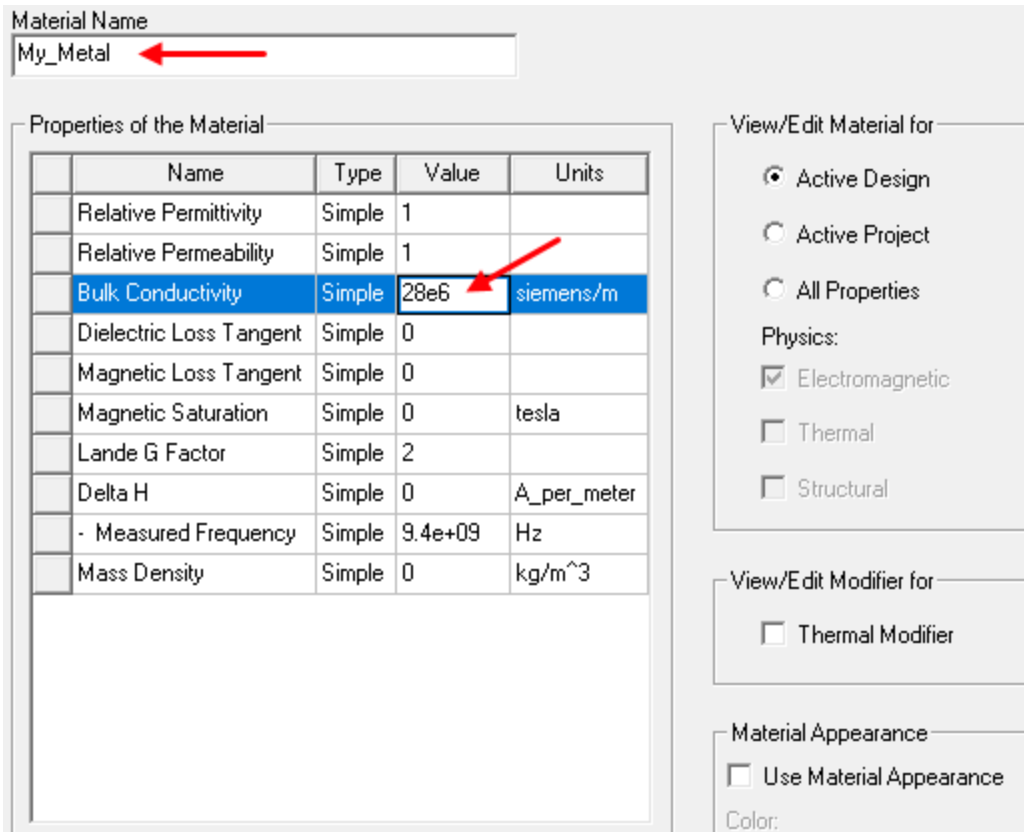 Material Name
My_Metal
Properties of the Material
Name Type Value Units
Relative Permittivity Simple 1
Relative Permeability Simple 1
Bulk Conductivity Simple 28e6 siemens/m
Dielectric Loss Tangent Simple 0
Magnetic Loss Tangent Simple 0
Magnetic Saturation Simple 0 tesla
Lande G Factor Simple 2
Delta H Simple 0 A_per_meter
- Measured Frequency Simple 9.4e+09 Hz
Mass Density Simple 0 kg/m^3
View/Edit Material for
Active Design
Active Project
All Properties
Physics:
Electromagnetic
Thermal
Structural
View/Edit Modifier for
Thermal Modifier
Material Appearance
Use Material Appearance
Color: